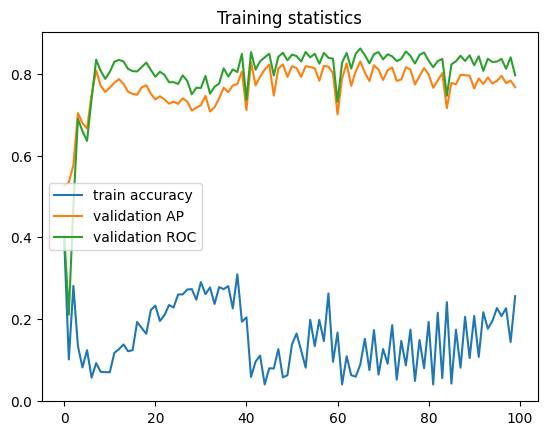 Training statistics
0.8
0.6
train accuracy
validation AP
validation ROC
0.4
0.2
0.0
0 20 40 60 80 100